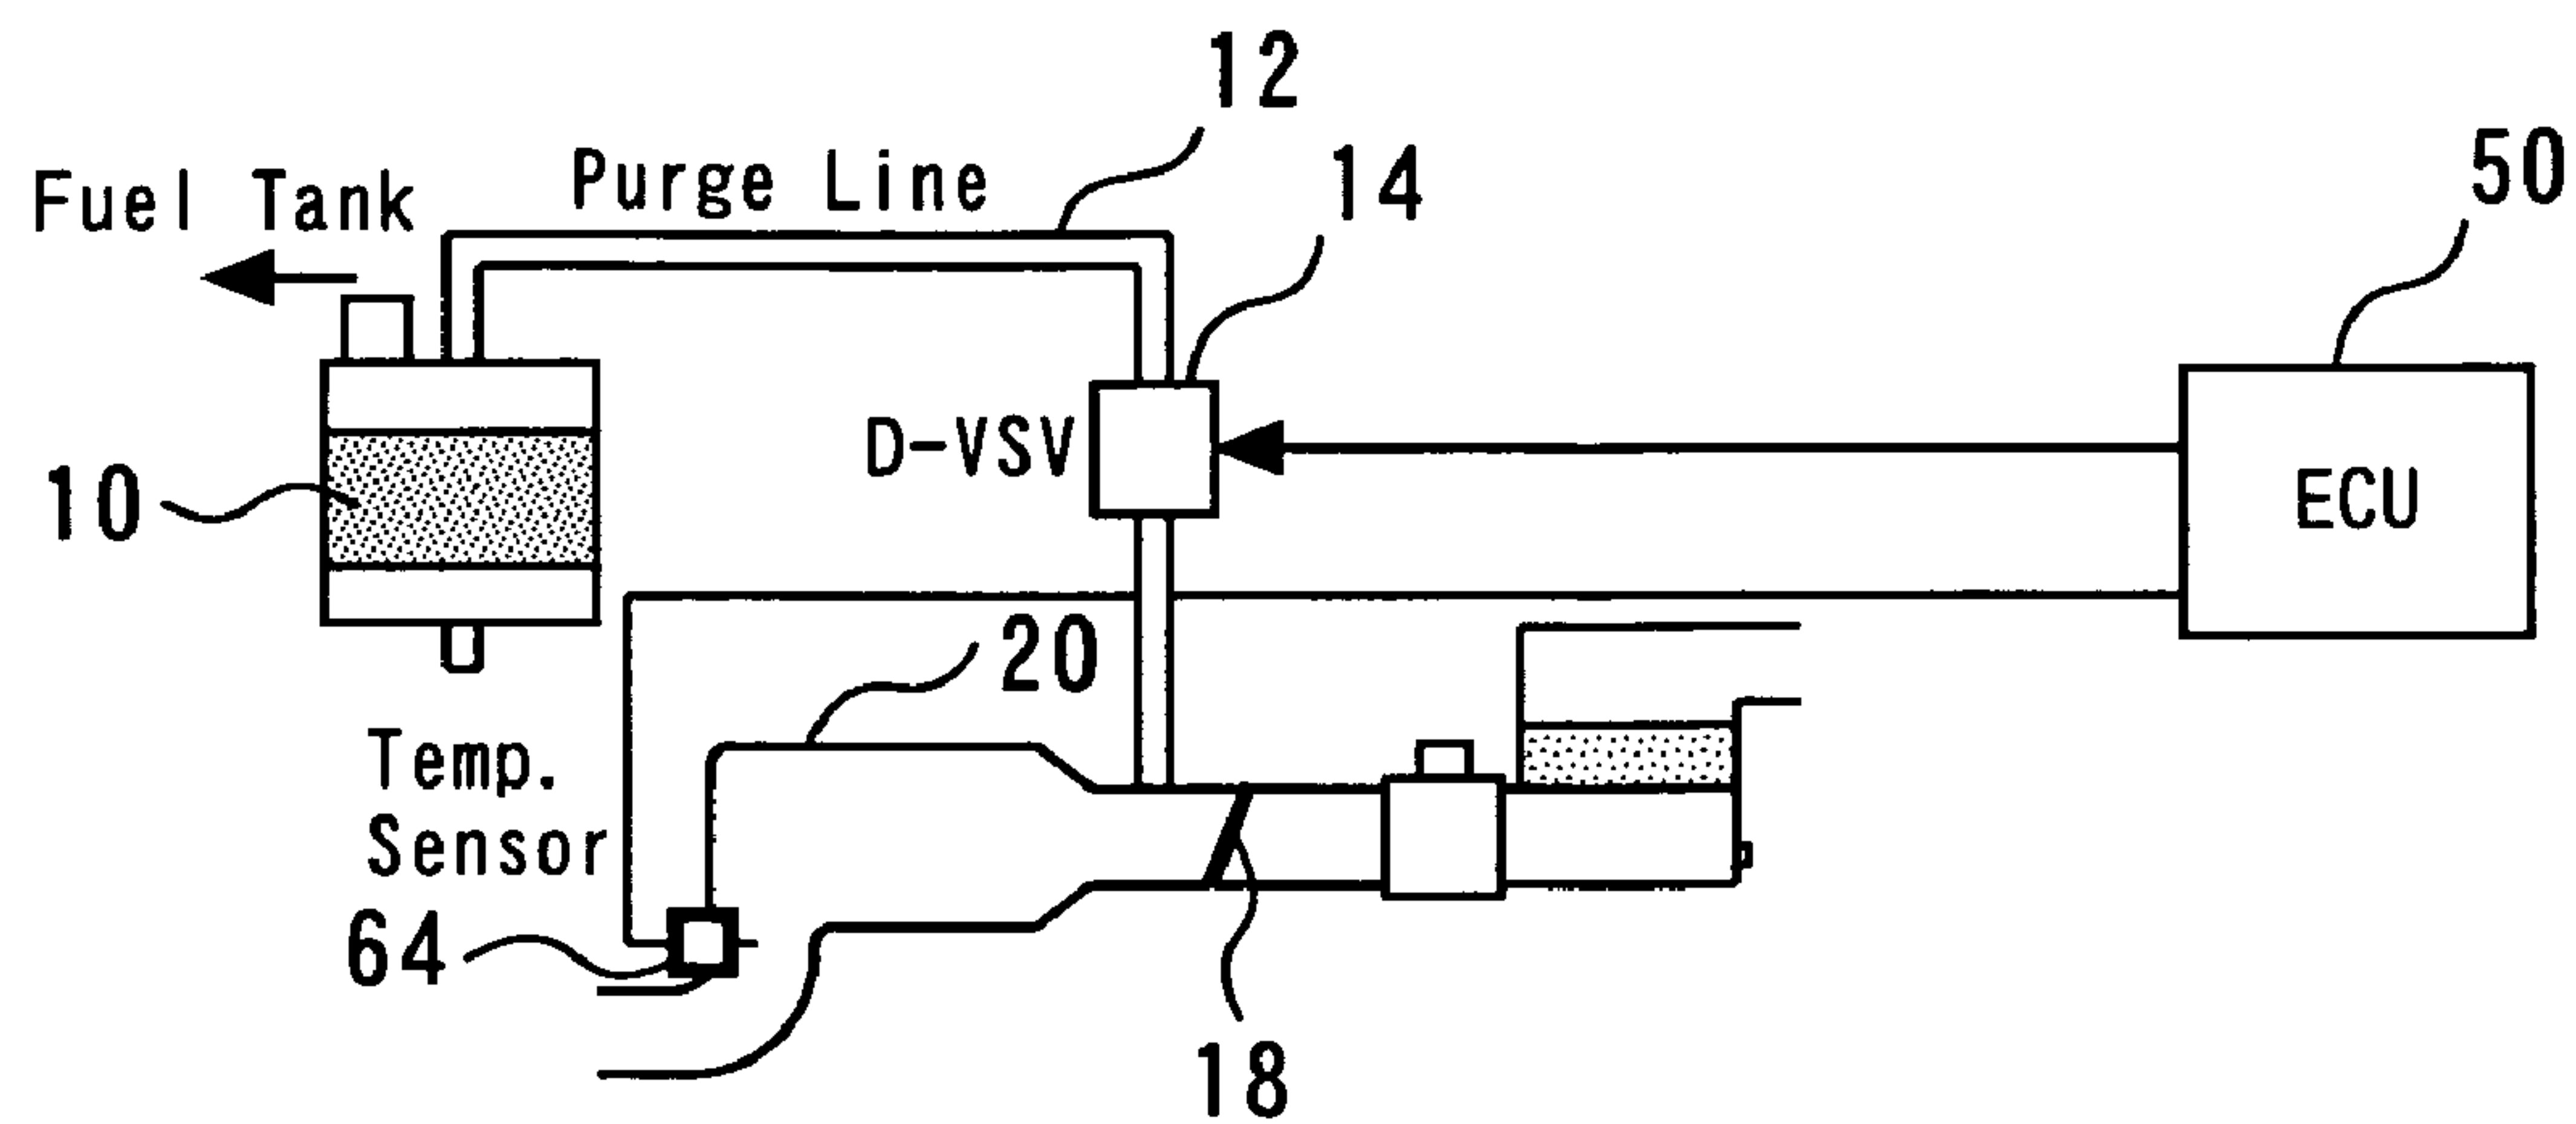 12
14
50
Purge Line
Fuel Tank
D-VSV
10
ECU
20
Temp.
Sensor
64
18